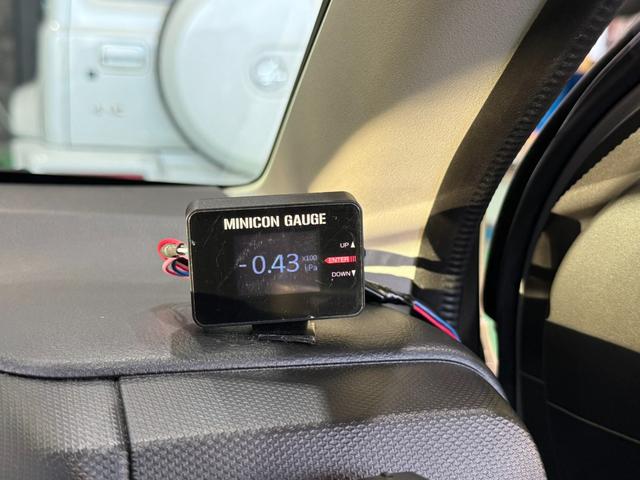 MINICON GAUGE
UP ▲
- 0.43 x100 kPa
ENTER
DOWN ▼